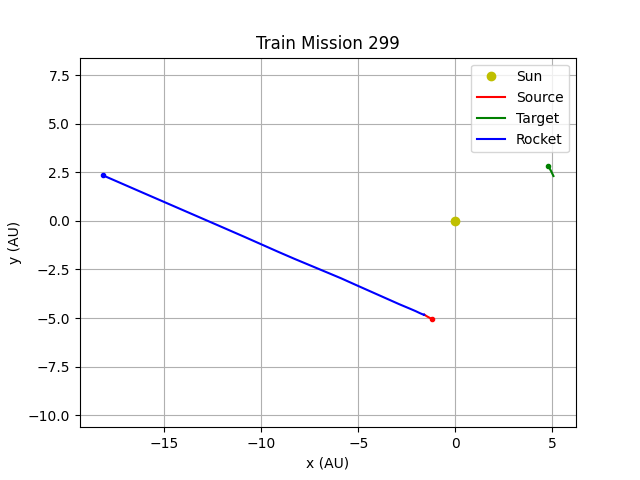 Train Mission 299
Sun
Source
Target
Rocket
7.5
5.0
2.5
0.0
−2.5
−5.0
−7.5
−10.0
y (AU)
−15
−10
−5
0
5
x (AU)